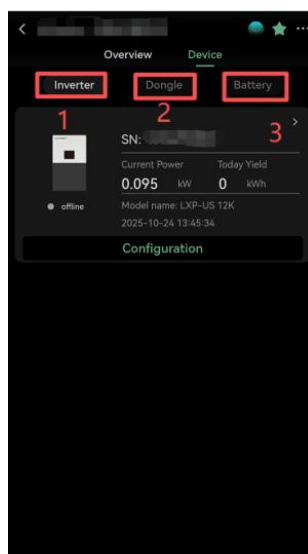 Overview Device
Inverter Dongle Battery
1 2 3
SN:
Current Power Today Yield
0.095 kW 0 kWh
offline
Model name: LXP-US 12K
2025-10-24 13:45:34
Configuration